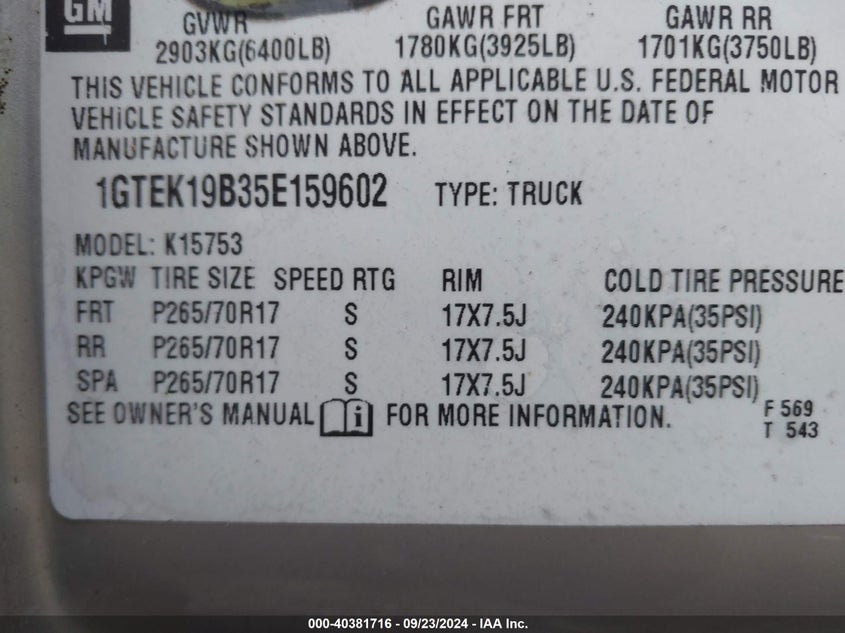 GM
GVWR GAWR FRT GAWR RR
2903KG(6400LB) 1780KG(3925LB) 1701KG(3750LB)
THIS VEHICLE CONFORMS TO ALL APPLICABLE U.S. FEDERAL MOTOR
VEHICLE SAFETY STANDARDS IN EFFECT ON THE DATE OF
MANUFACTURE SHOWN ABOVE.
1GTEK19B35E159602 TYPE: TRUCK
MODEL: K15753
KPGW TIRE SIZE SPEED RTG RIM COLD TIRE PRESSURE
FRT P265/70R17 S 17X7.5J 240KPA(35PSI)
RR P265/70R17 S 17X7.5J 240KPA(35PSI)
SPA P265/70R17 S 17X7.5J 240KPA(35PSI)
SEE OWNER'S MANUAL i FOR MORE INFORMATION.
F 569
T 543
000-40381716 - 09/23/2024 - IAA Inc.